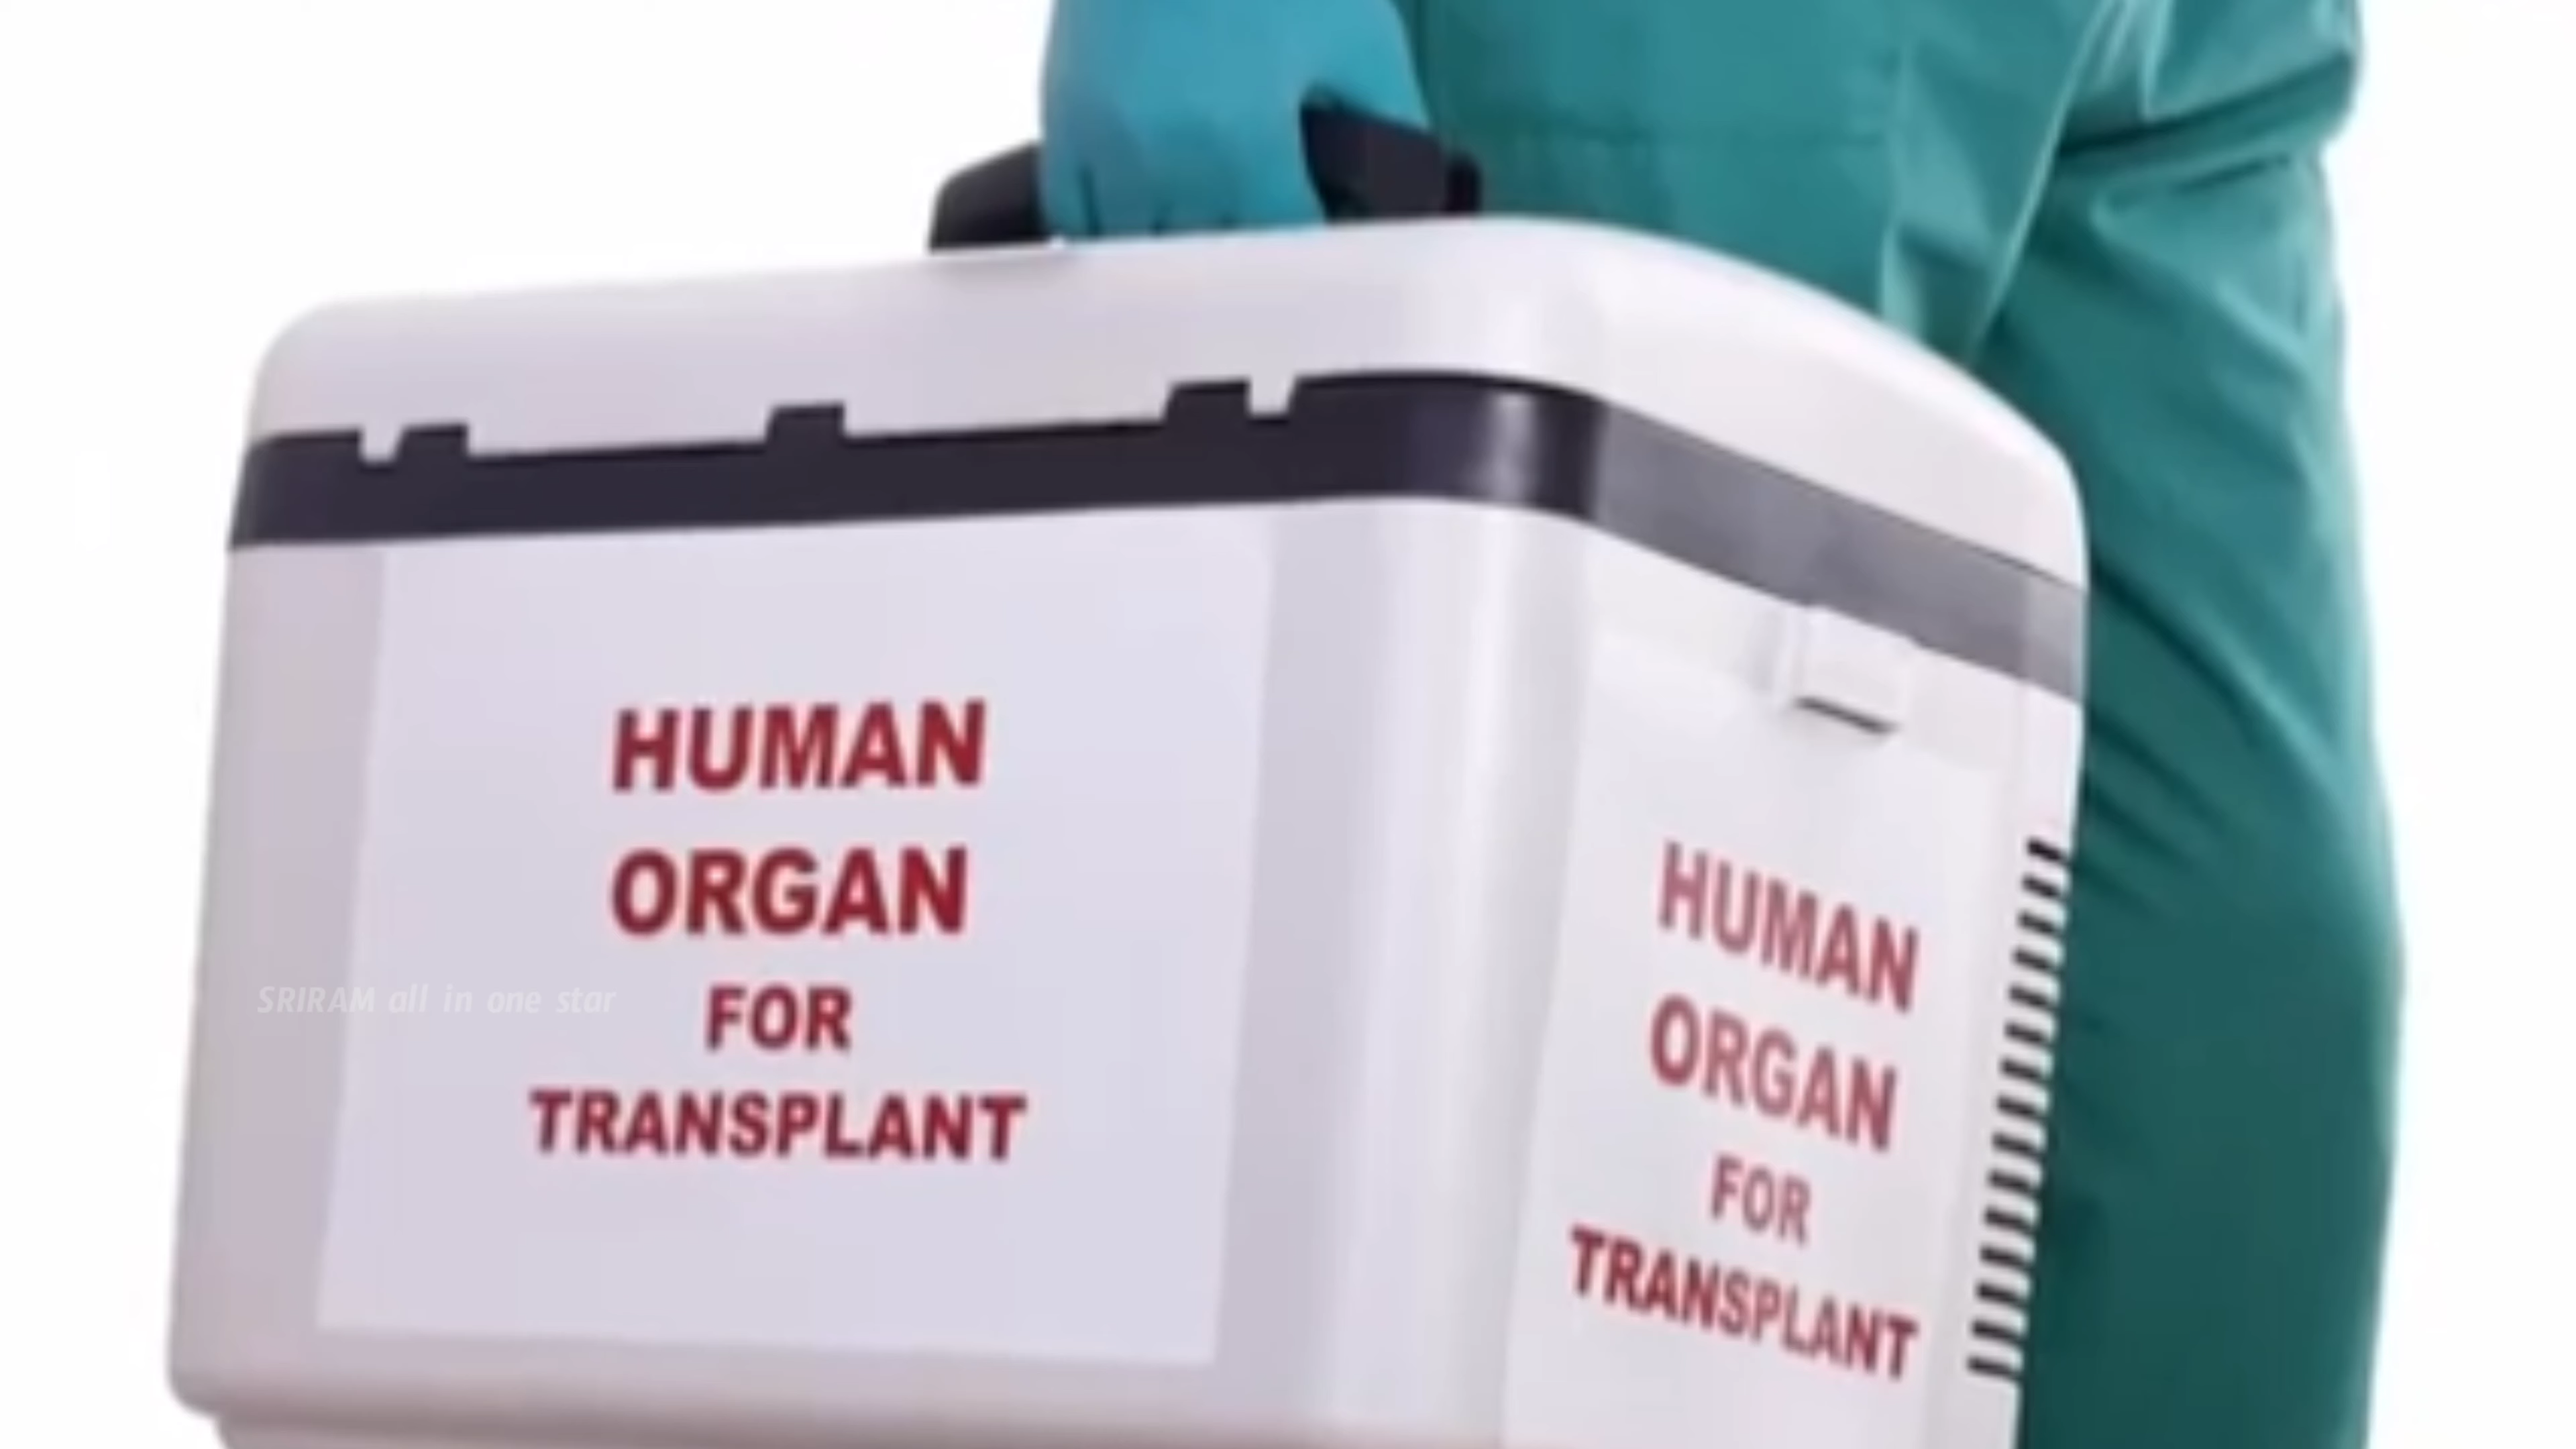 HUMAN
ORGAN
FOR
TRANSPLANT
SRIRAM all in one star
HUMAN
ORGAN
FOR
TRANSPLANT